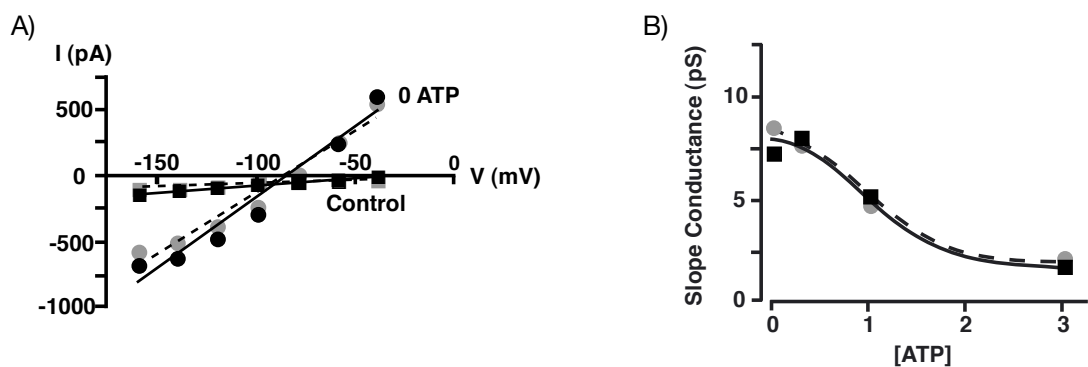 A)
I (pA)
500
0
-500
-1000
-150
-100
-50
0
V (mV)
0 ATP
Control
B)
Slope Conductance (pS)
10
5
0
0
1
2
3
[ATP]